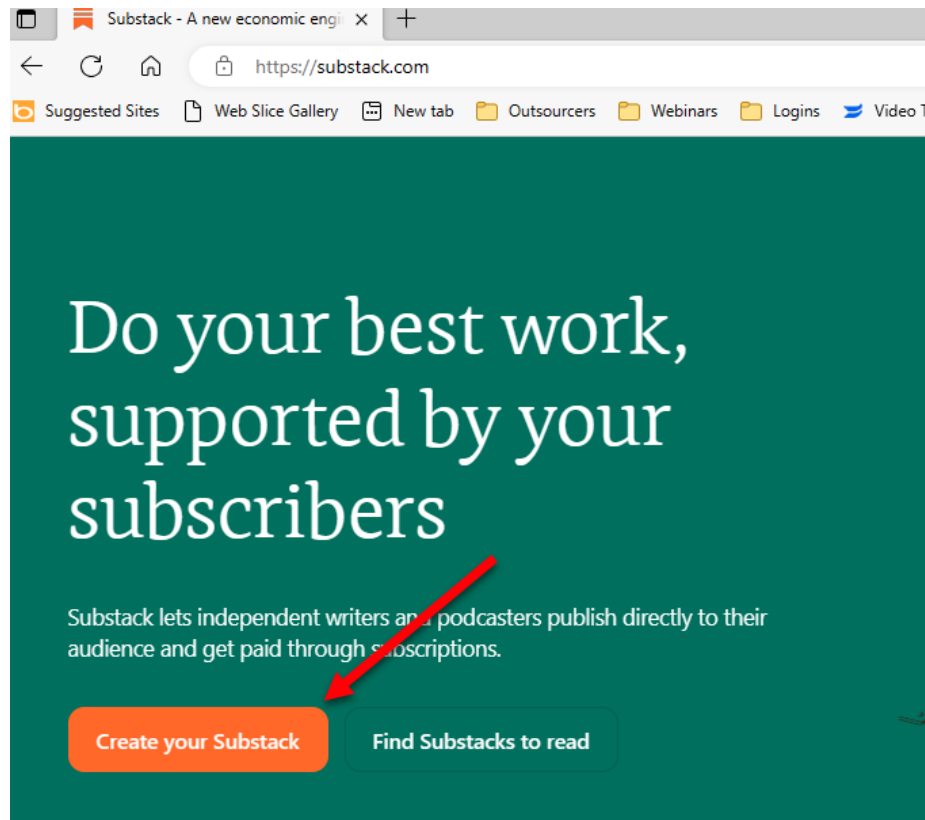 Substack - A new economic engi
https://substack.com
Suggested Sites Web Slice Gallery New tab Outsourcers Webinars Logins Video T
Do your best work,
supported by your
subscribers
Substack lets independent writers and podcasters publish directly to their
audience and get paid through subscriptions.
Create your Substack Find Substacks to read